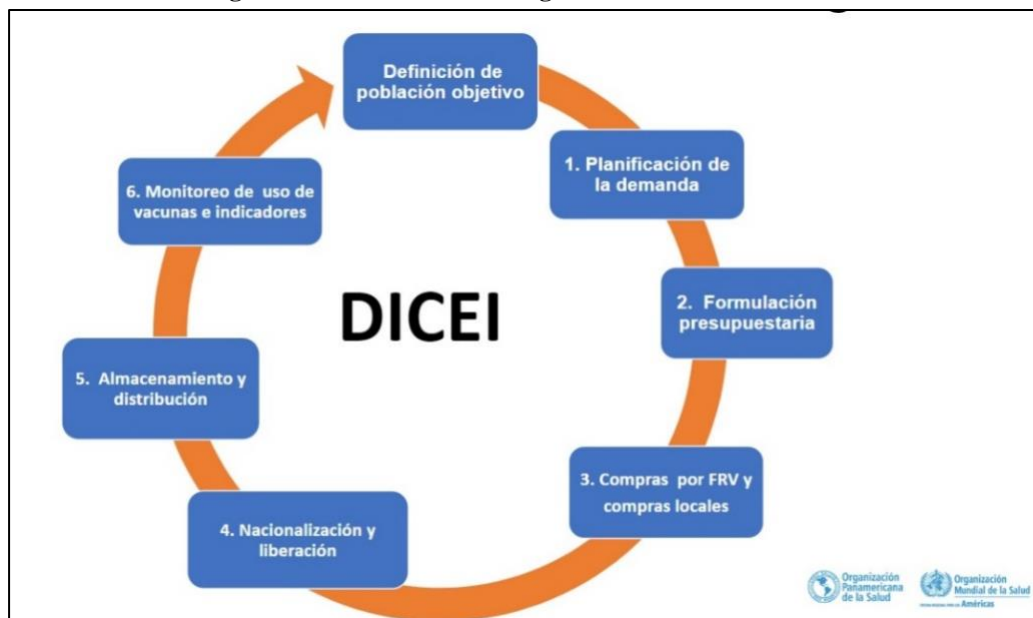 Definición de
población objetivo
1. Planificación de
la demanda
2. Formulación
presupuestaria
3. Compras por FRV y
compras locales
4. Nacionalización y
liberación
5. Almacenamiento y
distribución
6. Monitoreo de uso de
vacunas e indicadores
DICEI
Organización
Panamericana
de la Salud
Organización
Mundial de la Salud
Américas